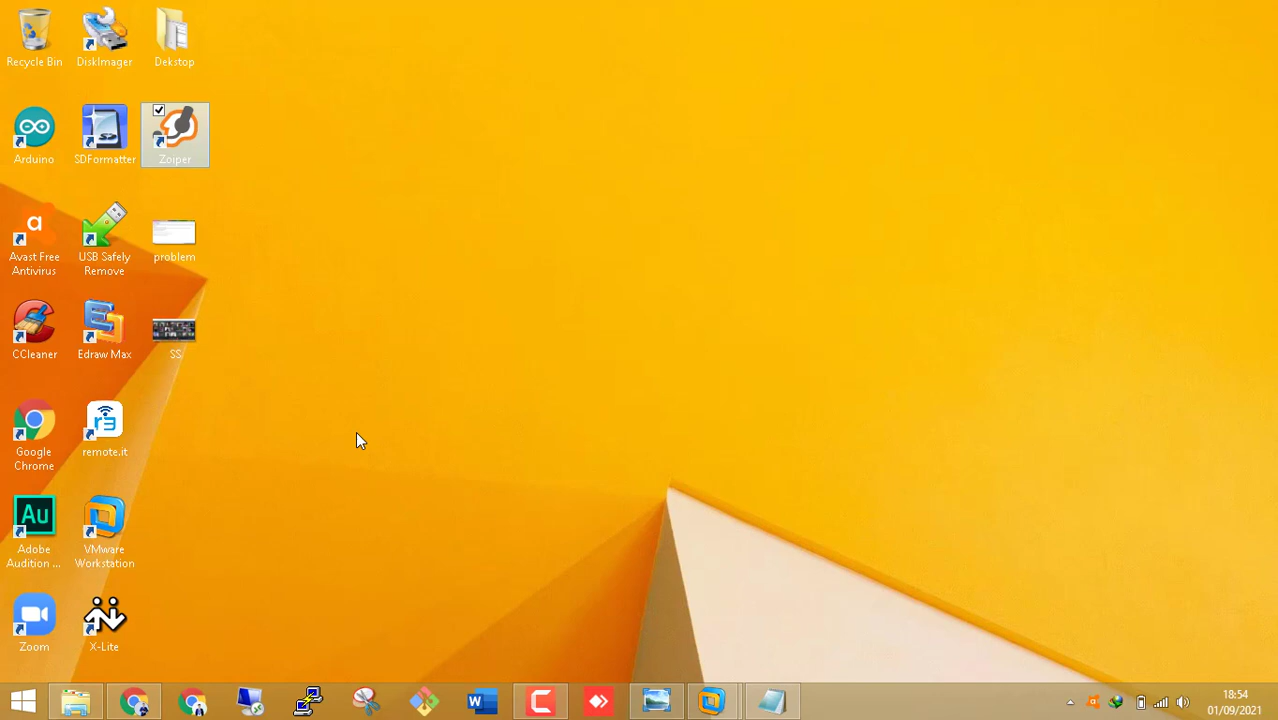 Recycle Bin
DiskImager
Dekstop
Arduino
SDFormatter
Zoiper
Avast Free
Antivirus
USB Safely
Remove
problem
CCleaner
Edraw Max
SS
Google
Chrome
remote.it
Adobe
Audition ...
VMware
Workstation
Zoom
X-Lite
18:54
01/09/2021